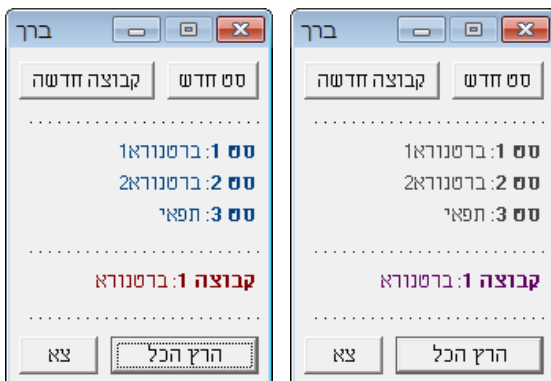 ברך
סט חדש
קבוצה חדשה
סט 1: ברטנורא1
סט 2: ברטנורא2
סט 3: תפאי
קבוצה 1: ברטנורא
הרץ הכל
צא
ברך
סט חדש
קבוצה חדשה
סט 1: ברטנורא1
סט 2: ברטנורא2
סט 3: תפאי
קבוצה 1: ברטנורא
הרץ הכל
צא